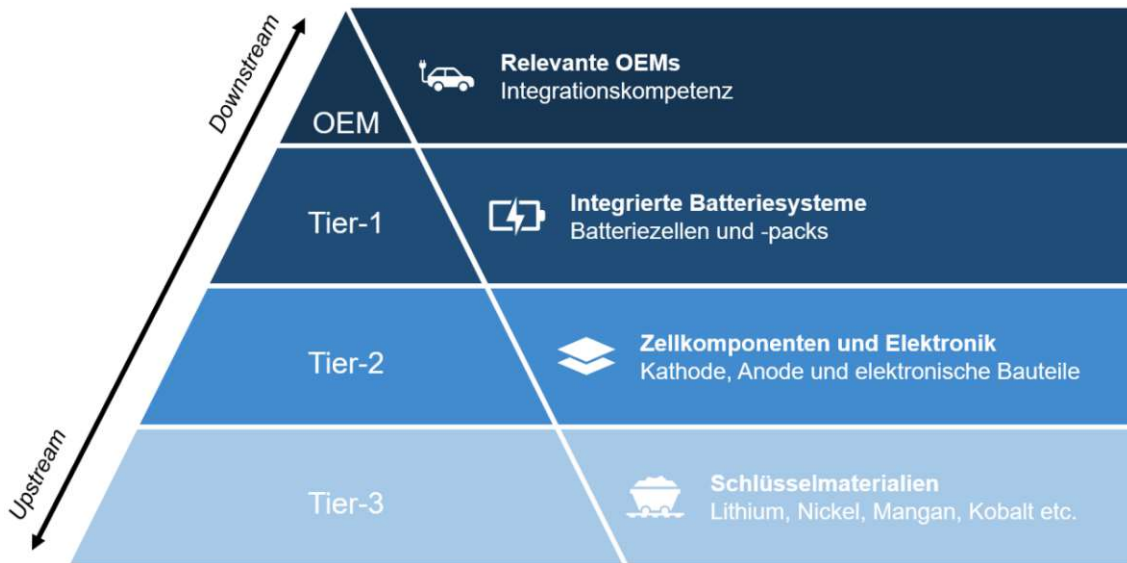 Downstream
Upstream
OEM
Relevante OEMs
Integrationskompetenz
Tier-1
Integrierte Batteriesysteme
Batteriezellen und -packs
Tier-2
Zellkomponenten und Elektronik
Kathode, Anode und elektronische Bauteile
Tier-3
Schlüsselmaterialien
Lithium, Nickel, Mangan, Kobalt etc.